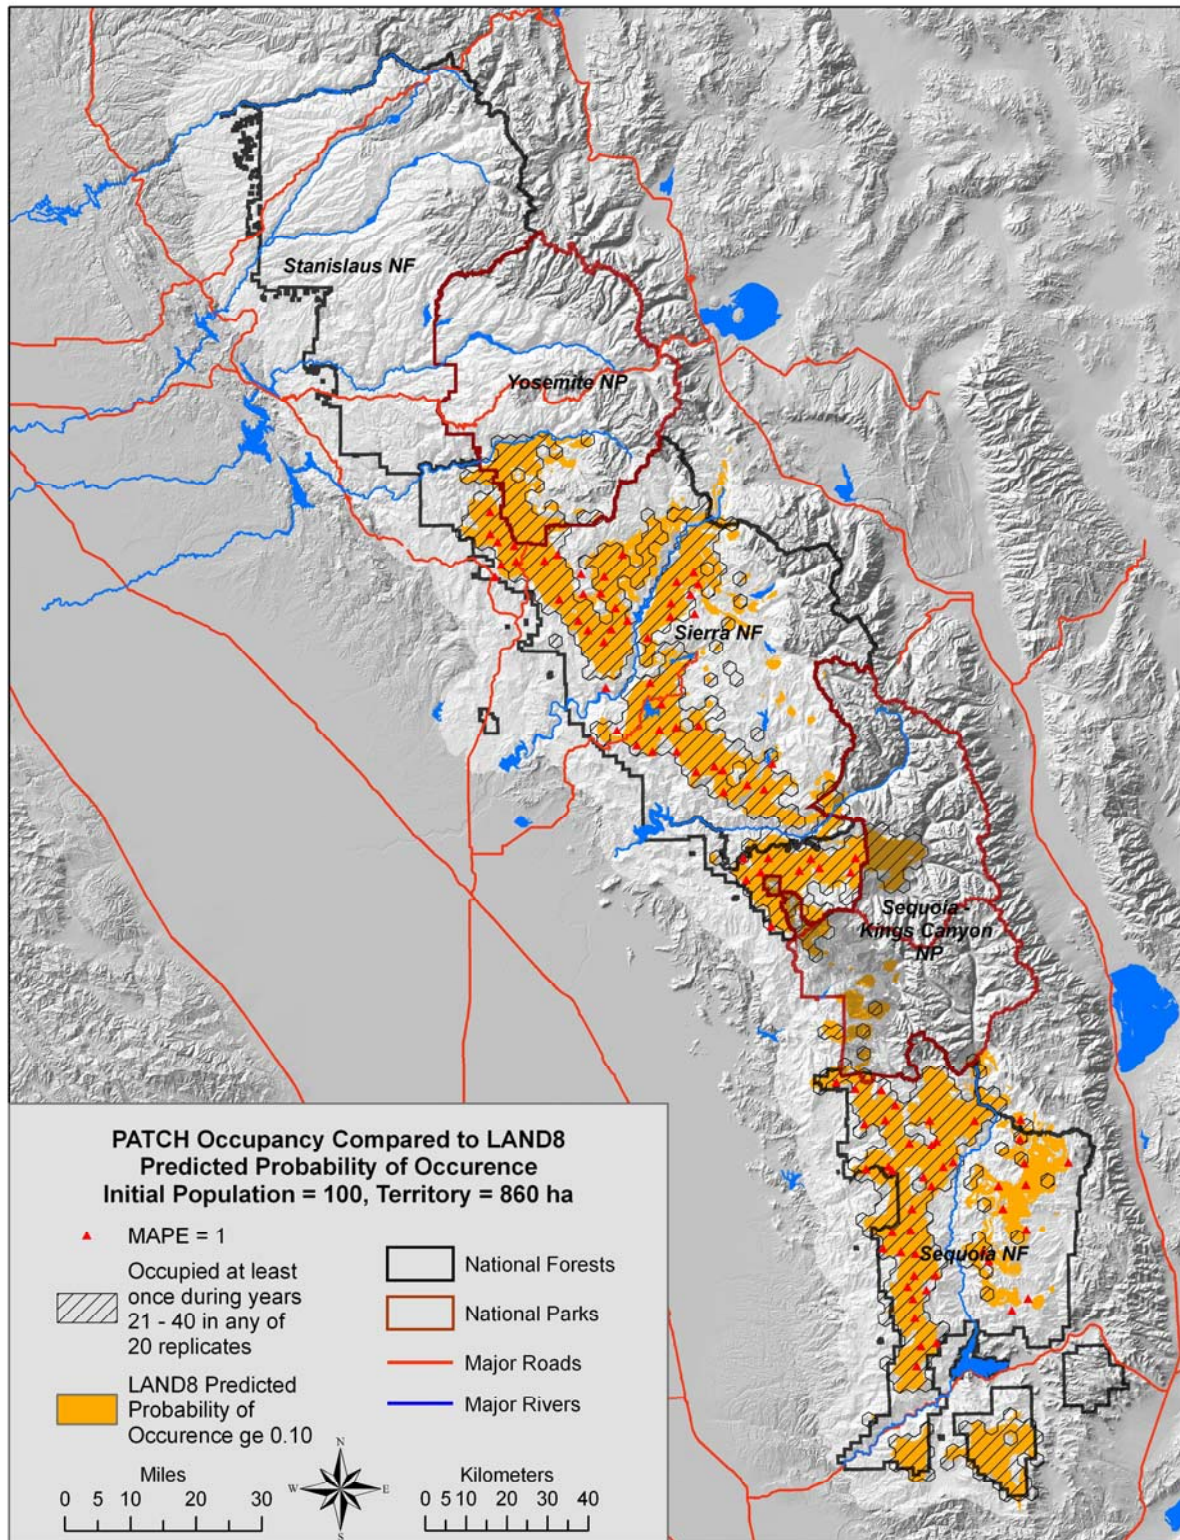 Stanislaus NF
Yosemite NP
Sierra NF
Sequoia -
Kings Canyon
NP
Sequoia NF
PATCH Occupancy Compared to LAND8
Predicted Probability of Occurence
Initial Population = 100, Territory = 860 ha
MAPE = 1
Occupied at least
once during years
21 - 40 in any of
20 replicates
LAND8 Predicted
Probability of
Occurence ge 0.10
National Forests
National Parks
Major Roads
Major Rivers
Miles
0 5 10 20 30
N
W E
S
Kilometers
0 5 10 20 30 40